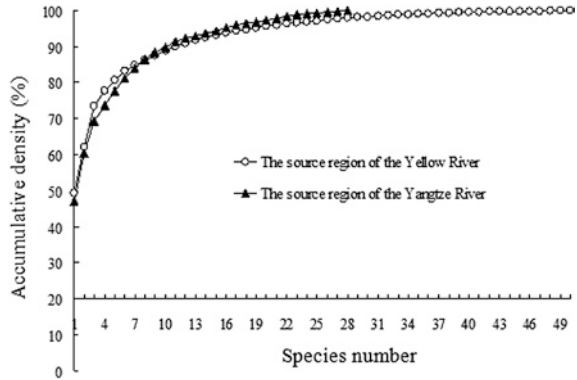 Accumulative density (%)
100
90
80
70
60
50
40
30
20
10
0
The source region of the Yellow River
The source region of the Yangtze River
1 4 7 10 13 16 19 22 25 28 31 34 37 40 43 46 49
Species number